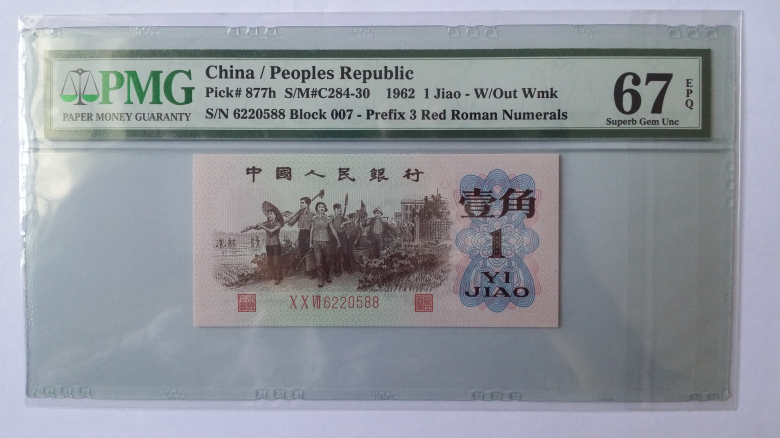 PMG
PAPER MONEY GUARANTY
China / Peoples Republic
Pick# 877h S/M#C284-30 1962 1 Jiao - W/Out Wmk
S/N 6220588 Block 007 - Prefix 3 Red Roman Numerals
67 EPQ
Superb Gem Unc
中國人民銀行
壹角
1
YI
JIAO
X X VII 6220588